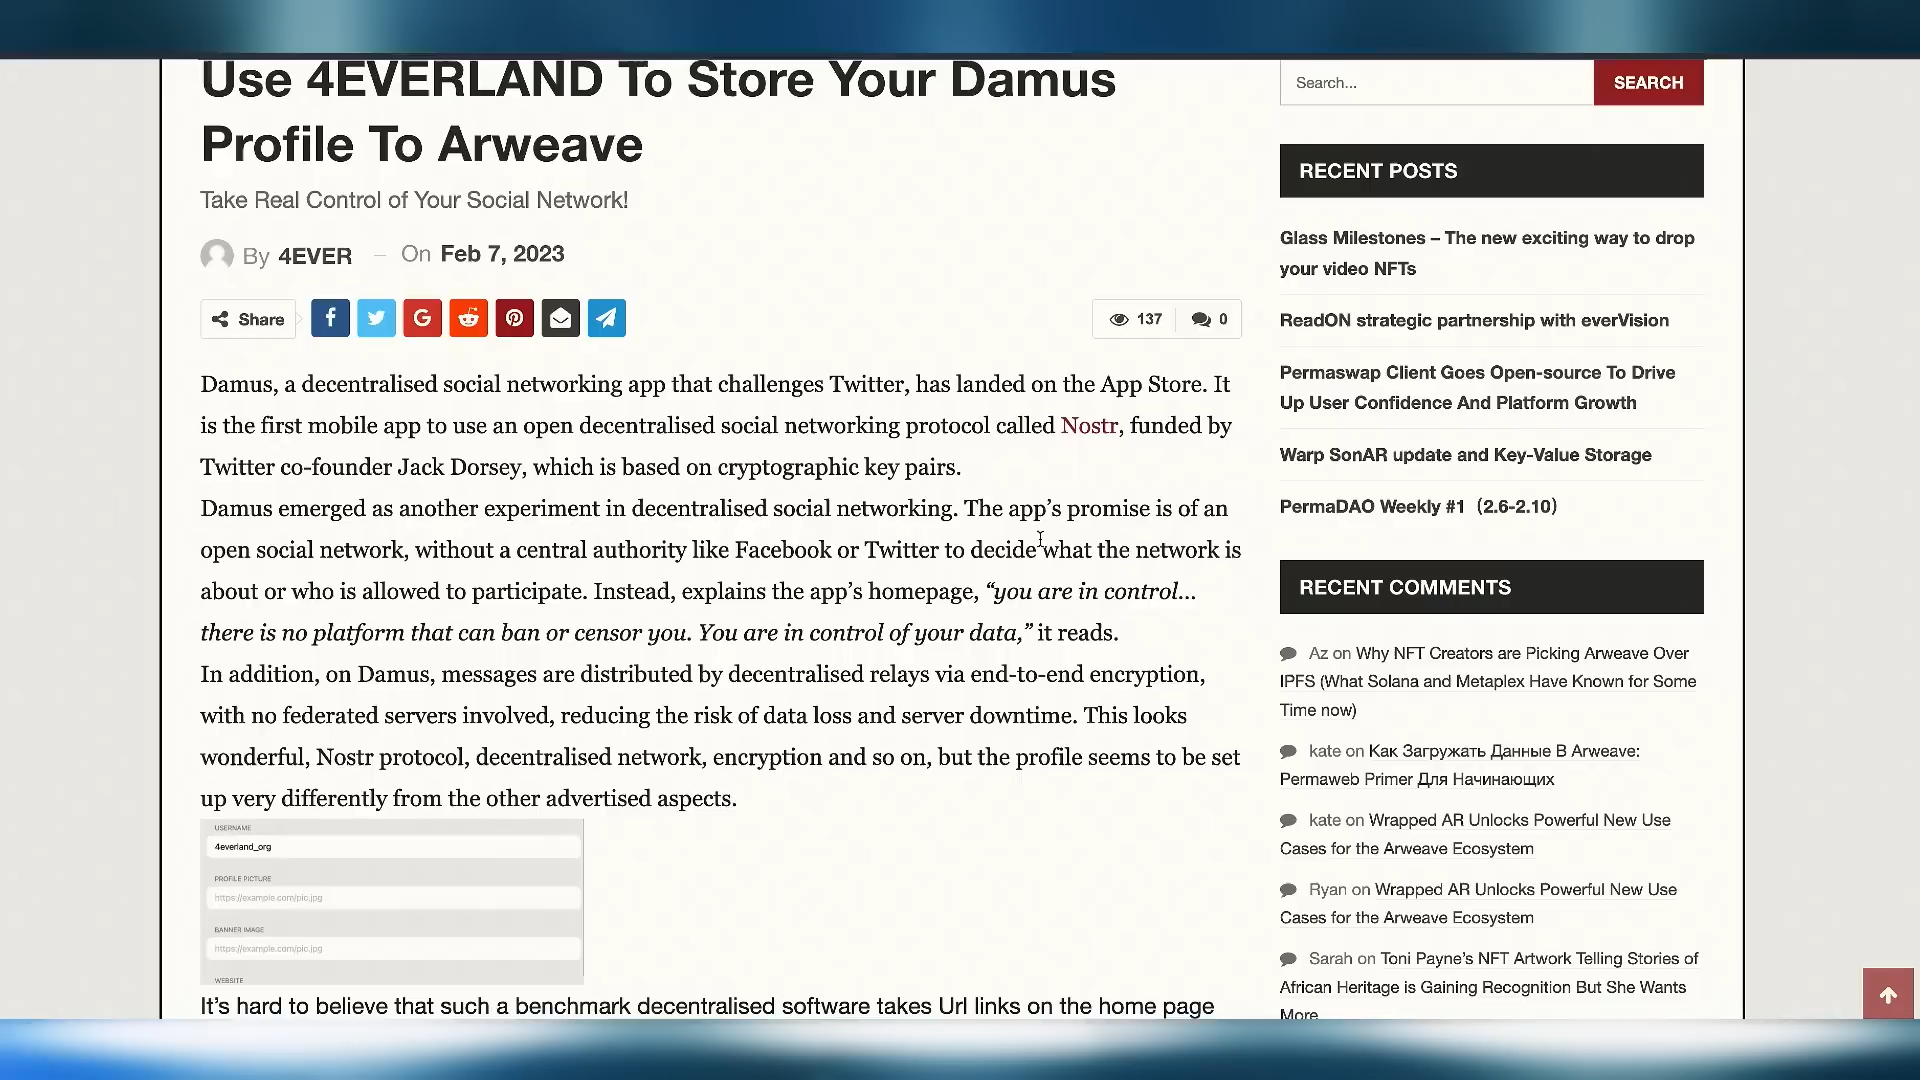 Use 4EVERLAND To Store Your Damus
Profile To Arweave
Take Real Control of Your Social Network!
By 4EVER – On Feb 7, 2023
Share
137
0
Damus, a decentralised social networking app that challenges Twitter, has landed on the App Store. It
is the first mobile app to use an open decentralised social networking protocol called Nostr, funded by
Twitter co-founder Jack Dorsey, which is based on cryptographic key pairs.
Damus emerged as another experiment in decentralised social networking. The app’s promise is of an
open social network, without a central authority like Facebook or Twitter to decide what the network is
about or who is allowed to participate. Instead, explains the app’s homepage, “you are in control…
there is no platform that can ban or censor you. You are in control of your data,” it reads.
In addition, on Damus, messages are distributed by decentralised relays via end-to-end encryption,
with no federated servers involved, reducing the risk of data loss and server downtime. This looks
wonderful, Nostr protocol, decentralised network, encryption and so on, but the profile seems to be set
up very differently from the other advertised aspects.
USERNAME
4everland_org
PROFILE PICTURE
https://example.com/pic.jpg
BANNER IMAGE
https://example.com/pic.jpg
WEBSITE
It’s hard to believe that such a benchmark decentralised software takes Url links on the home page
Search...
SEARCH
RECENT POSTS
Glass Milestones – The new exciting way to drop
your video NFTs
ReadON strategic partnership with everVision
Permaswap Client Goes Open-source To Drive
Up User Confidence And Platform Growth
Warp SonAR update and Key-Value Storage
PermaDAO Weekly #1（2.6-2.10）
RECENT COMMENTS
Az on Why NFT Creators are Picking Arweave Over
IPFS (What Solana and Metaplex Have Known for Some
Time now)
kate on Как Загружать Данные В Arweave:
Permaweb Primer Для Начинающих
kate on Wrapped AR Unlocks Powerful New Use
Cases for the Arweave Ecosystem
Ryan on Wrapped AR Unlocks Powerful New Use
Cases for the Arweave Ecosystem
Sarah on Toni Payne’s NFT Artwork Telling Stories of
African Heritage is Gaining Recognition But She Wants
More